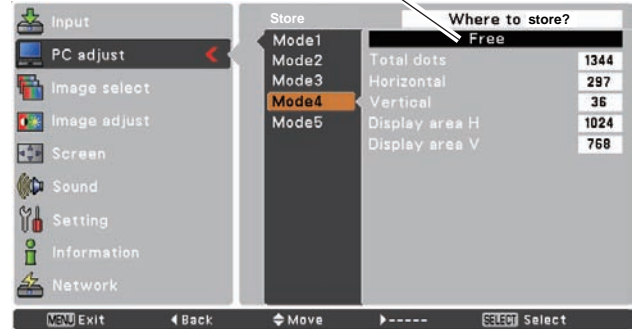 Input
PC adjust
Image select
Image adjust
Screen
Sound
Setting
Information
Network
Store
Mode1
Mode2
Mode3
Mode4
Mode5
Where to store?
Free
Total dots 1344
Horizontal 297
Vertical 36
Display area H 1024
Display area V 768
MENU Exit Back Move ----- SELECT Select